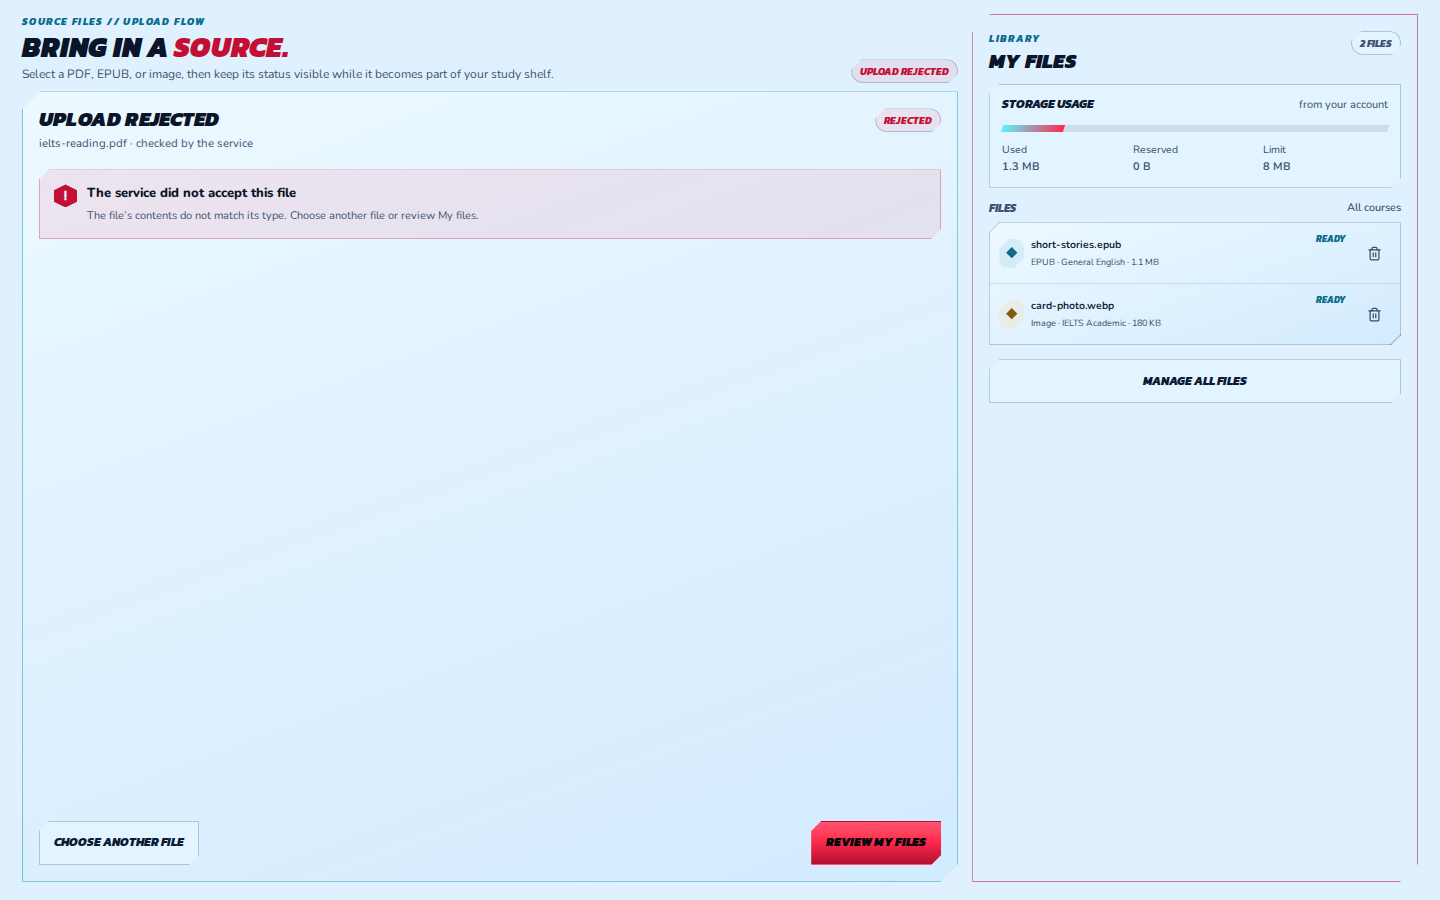 SOURCE FILES // UPLOAD FLOW
BRING IN A SOURCE.
Select a PDF, EPUB, or image, then keep its status visible while it becomes part of your study shelf.
UPLOAD REJECTED
UPLOAD REJECTED
REJECTED
ielts-reading.pdf · checked by the service
!
The service did not accept this file
The file's contents do not match its type. Choose another file or review My files.
CHOOSE ANOTHER FILE
REVIEW MY FILES
LIBRARY
MY FILES
2 FILES
STORAGE USAGE
from your account
Used
Reserved
Limit
1.3 MB
0 B
8 MB
FILES
All courses
short-stories.epub
READY
EPUB · General English · 1.1 MB
card-photo.webp
READY
Image · IELTS Academic · 180 KB
MANAGE ALL FILES